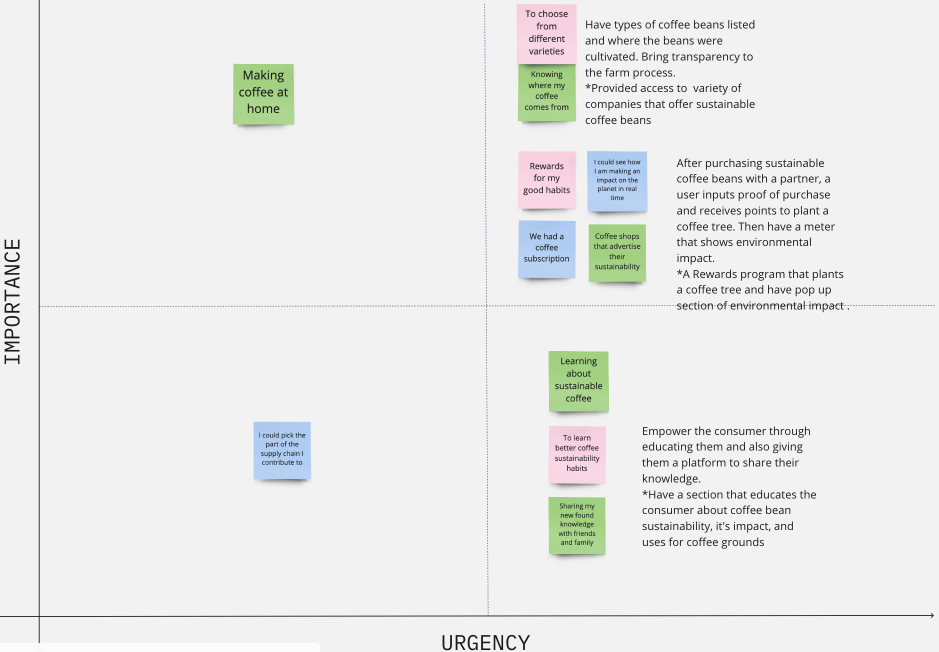 To choose
from
different
varieties
Have types of coffee beans listed
and where the beans were
cultivated. Bring transparency to
the farm process.
*Provided access to  variety of
companies that offer sustainable
coffee beans
Making
coffee at
home
Knowing
where my
coffee
comes from
Rewards
for my
good habits
I could see how
I am making an
impact on the
planet in real
time
We had a
coffee
subscription
Coffee shops
that advertise
their
sustainability
After purchasing sustainable
coffee beans with a partner, a
user inputs proof of purchase
and receives points to plant a
coffee tree. Then have a meter
that shows environmental
impact.
*A Rewards program that plants
a coffee tree and have pop up
section of environmental impact .
IMPORTANCE
Learning
about
sustainable
coffee
I could pick the
part of the
supply chain I
contribute to
To learn
better coffee
sustainability
habits
Sharing my
new found
knowledge
with friends
and family
Empower the consumer through
educating them and also giving
them a platform to share their
knowledge.
*Have a section that educates the
consumer about coffee bean
sustainability, it's impact, and
uses for coffee grounds
URGENCY